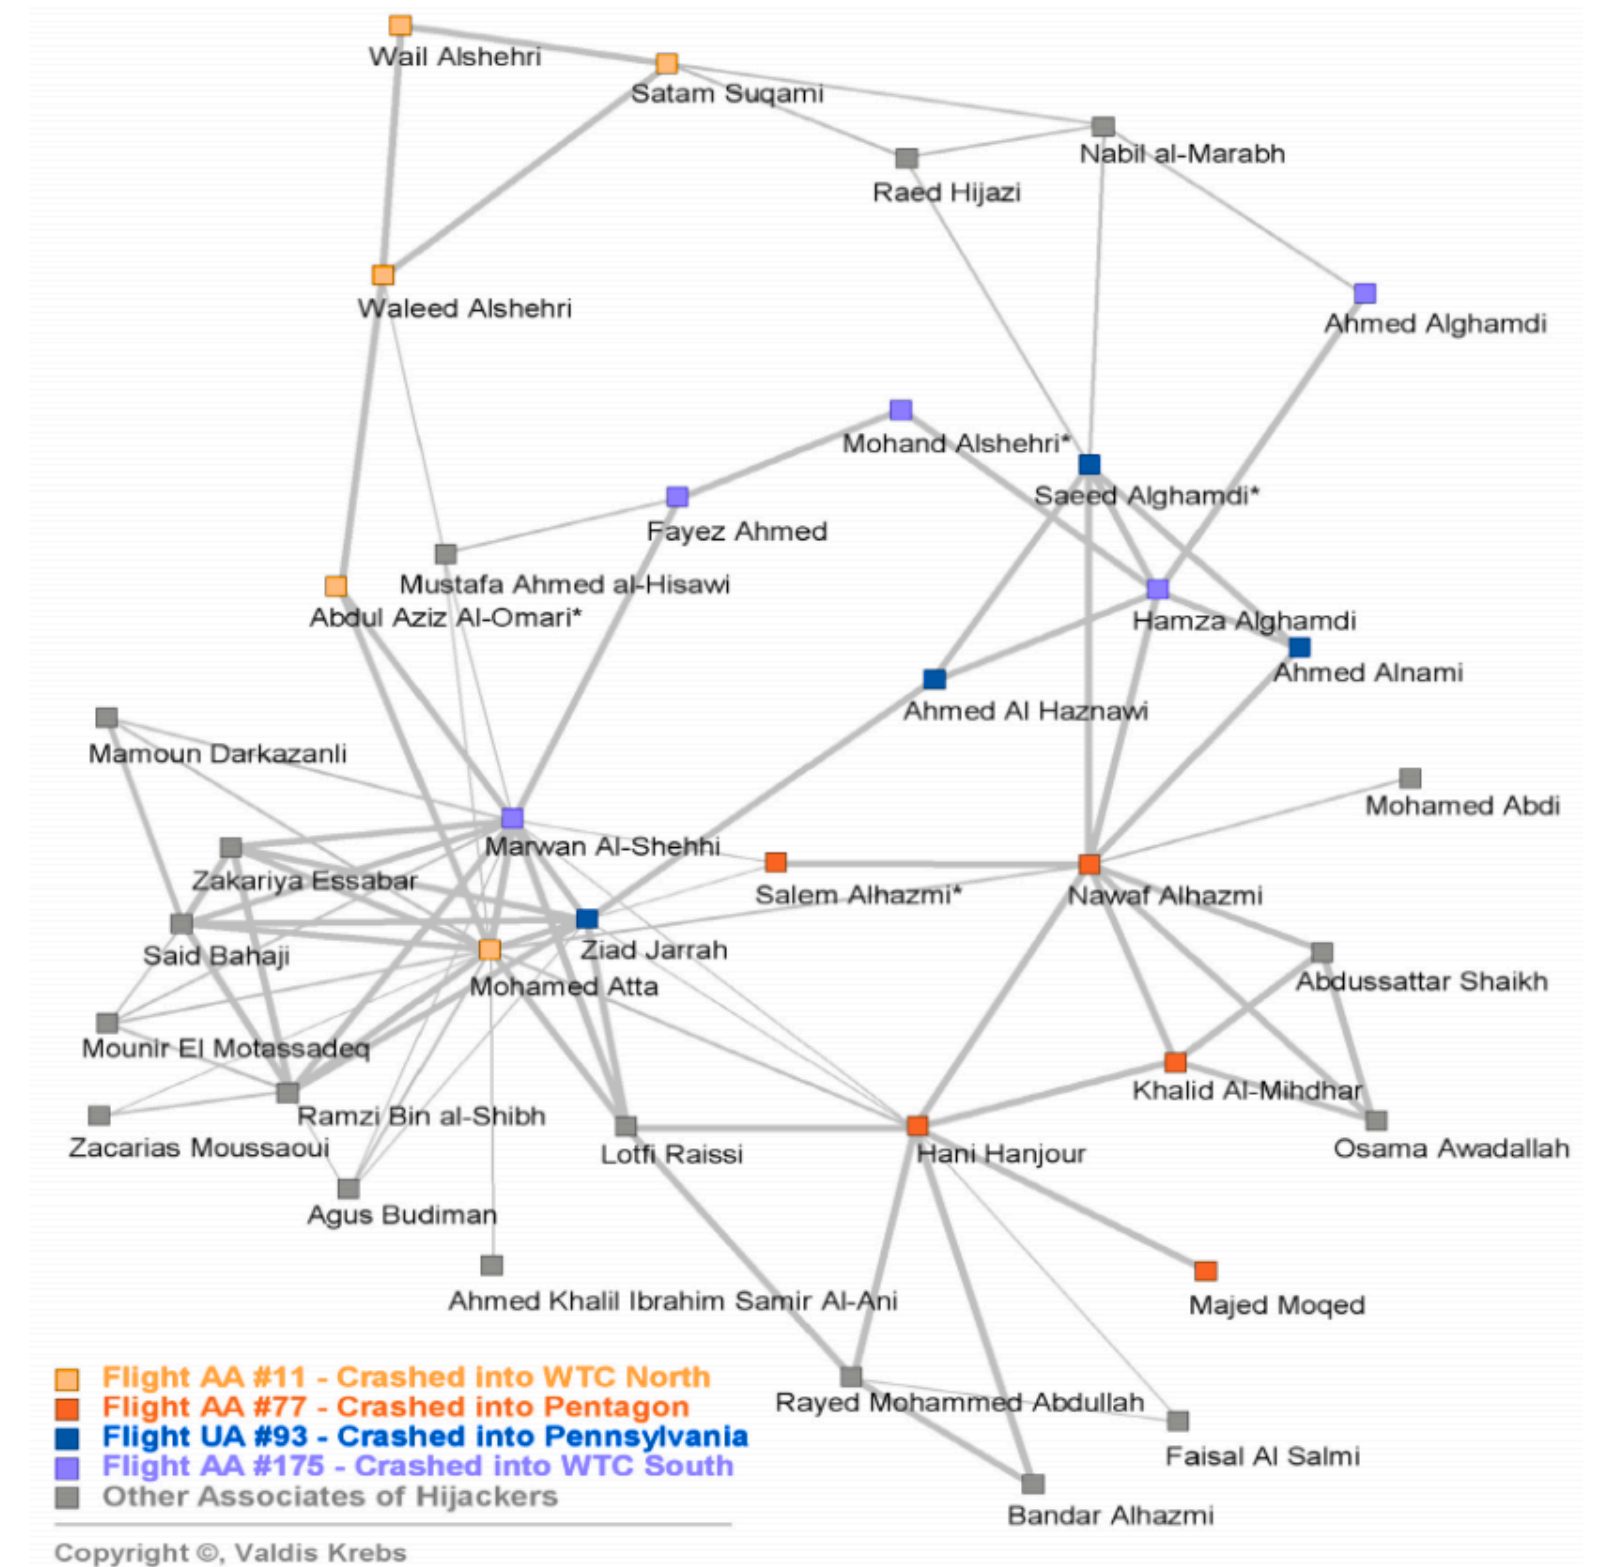 Wail Alshehri
Satam Suqami
Nabil al-Marabh
Raed Hijazi
Waleed Alshehri
Ahmed Alghamdi
Mohand Alshehri*
Saeed Alghamdi*
Fayez Ahmed
Mustafa Ahmed al-Hisawi
Abdul Aziz Al-Omari*
Hamza Alghamdi
Ahmed Alnami
Ahmed Al Haznawi
Mamoun Darkazanli
Mohamed Abdi
Marwan Al-Shehhi
Zakariya Essabar
Salem Alhazmi*
Nawaf Alhazmi
Said Bahaji
Ziad Jarrah
Mohamed Atta
Abdussattar Shaikh
Mounir El Motassadeq
Khalid Al-Mihdhar
Ramzi Bin al-Shibh
Zacarias Moussaoui
Lotfi Raissi
Hani Hanjour
Osama Awadallah
Agus Budiman
Ahmed Khalil Ibrahim Samir Al-Ani
Majed Moqed
Rayed Mohammed Abdullah
Faisal Al Salmi
Bandar Alhazmi
Flight AA #11 - Crashed into WTC North
Flight AA #77 - Crashed into Pentagon
Flight UA #93 - Crashed into Pennsylvania
Flight AA #175 - Crashed into WTC South
Other Associates of Hijackers
Copyright ©, Valdis Krebs